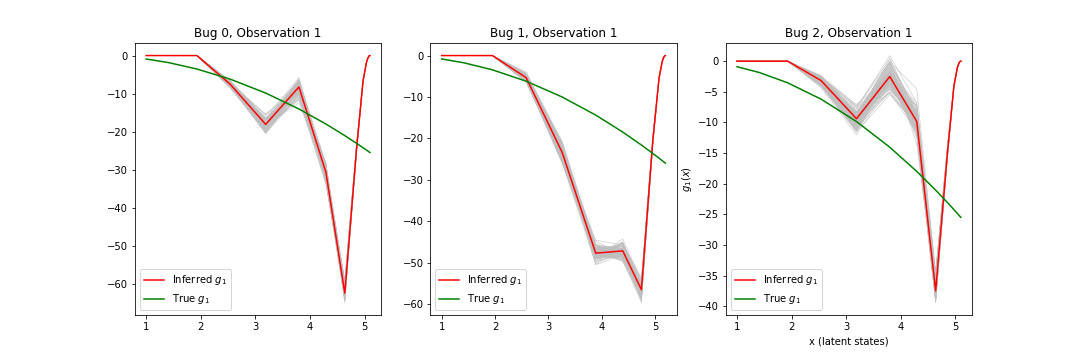 Bug 0, Observation 1
0
−10
−20
−30
−40
−50
−60
1 2 3 4 5
Inferred g₁
True g₁
Bug 1, Observation 1
0
−10
−20
−30
−40
−50
−60
1 2 3 4 5
Inferred g₁
True g₁
Bug 2, Observation 1
g₁(x)
0
−5
−10
−15
−20
−25
−30
−35
−40
1 2 3 4 5
x (latent states)
Inferred g₁
True g₁